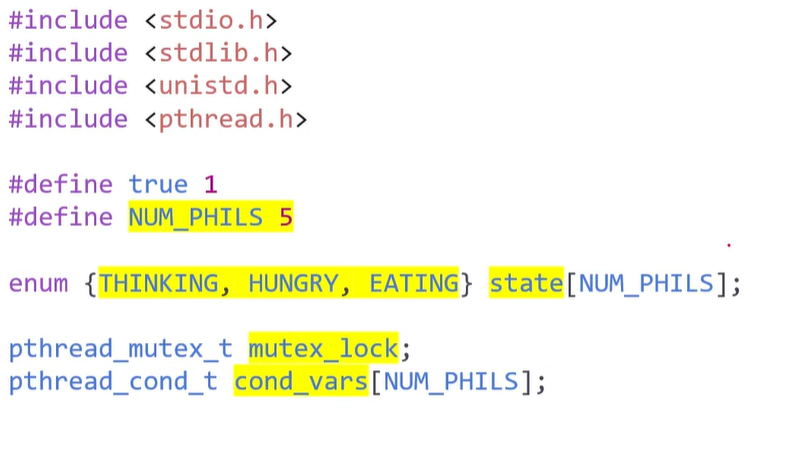 #include <stdio.h>
#include <stdlib.h>
#include <unistd.h>
#include <pthread.h>
#define true 1
#define NUM_PHILS 5
enum {THINKING, HUNGRY, EATING} state[NUM_PHILS];
pthread_mutex_t mutex_lock;
pthread_cond_t cond_vars[NUM_PHILS];